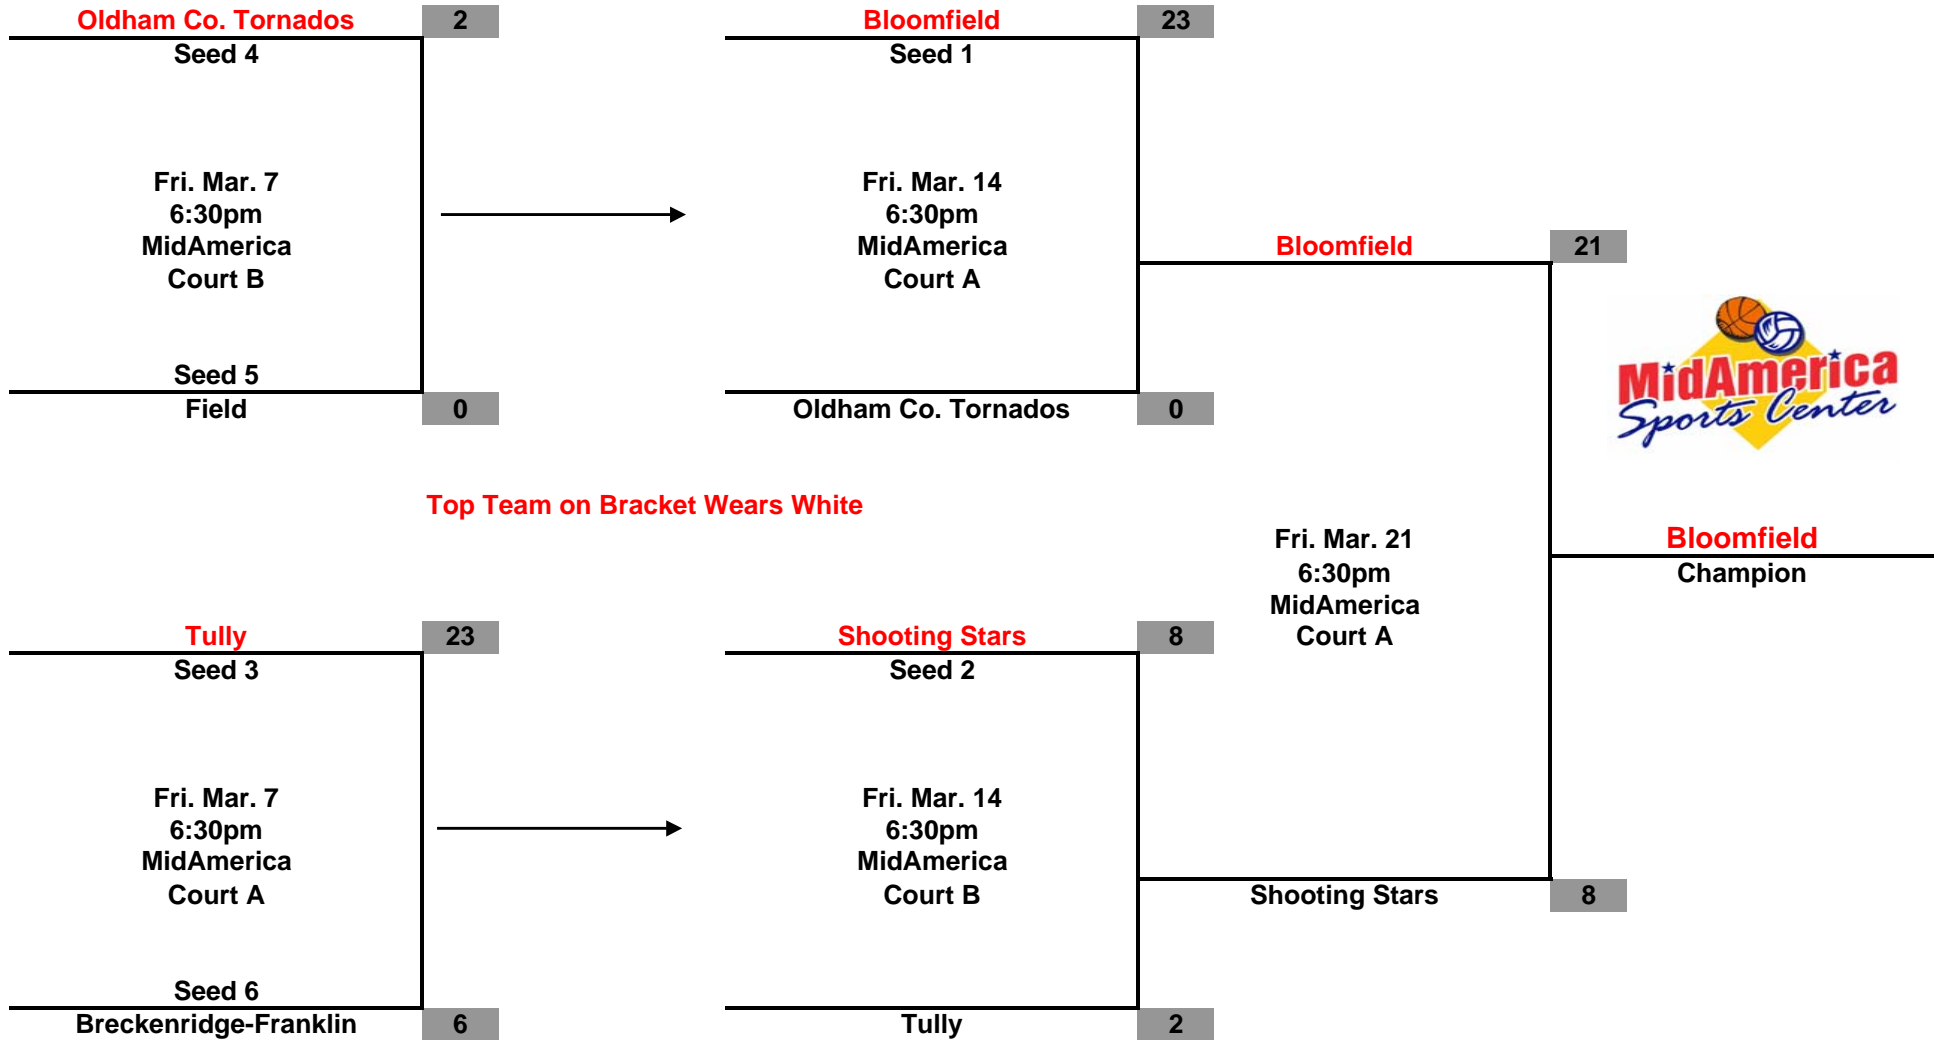 Oldham Co. Tornados 2
Seed 4
Fri. Mar. 7
6:30pm
MidAmerica
Court B
Seed 5
Field 0
Bloomfield 23
Seed 1
Fri. Mar. 14
6:30pm
MidAmerica
Court A
Oldham Co. Tornados 0
Bloomfield 21
MidAmerica
Sports Center
Top Team on Bracket Wears White
Fri. Mar. 21
6:30pm
MidAmerica
Court A
Bloomfield
Champion
Tully 23
Seed 3
Fri. Mar. 7
6:30pm
MidAmerica
Court A
Seed 6
Breckenridge-Franklin 6
Shooting Stars 8
Seed 2
Fri. Mar. 14
6:30pm
MidAmerica
Court B
Tully 2
Shooting Stars 8